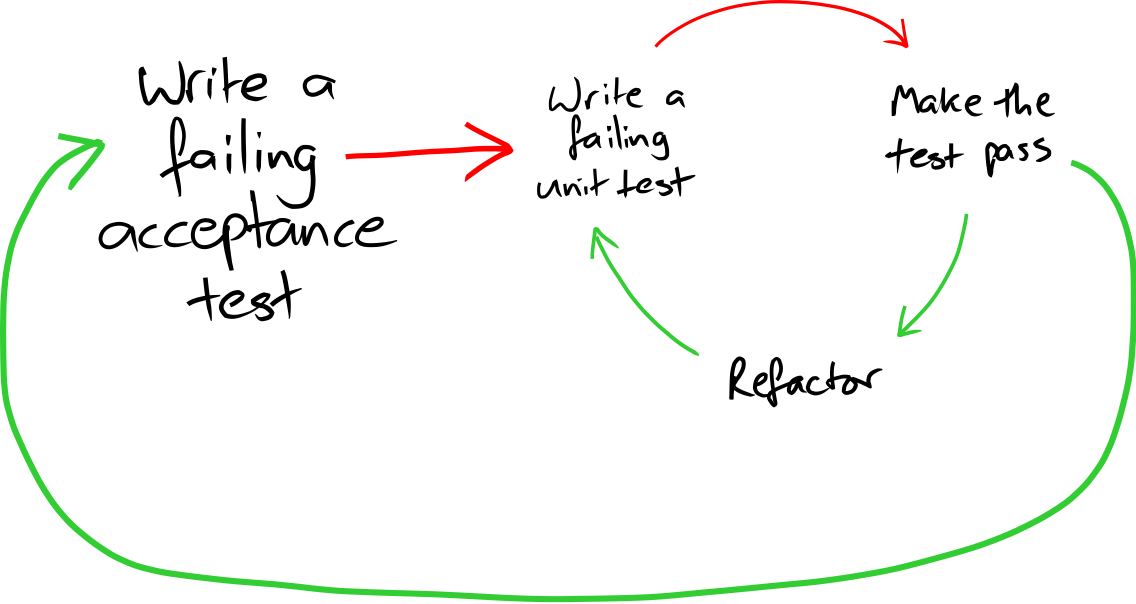 Write a
failing
acceptance
test
Write a
failing
unit test
Make the
test pass
Refactor